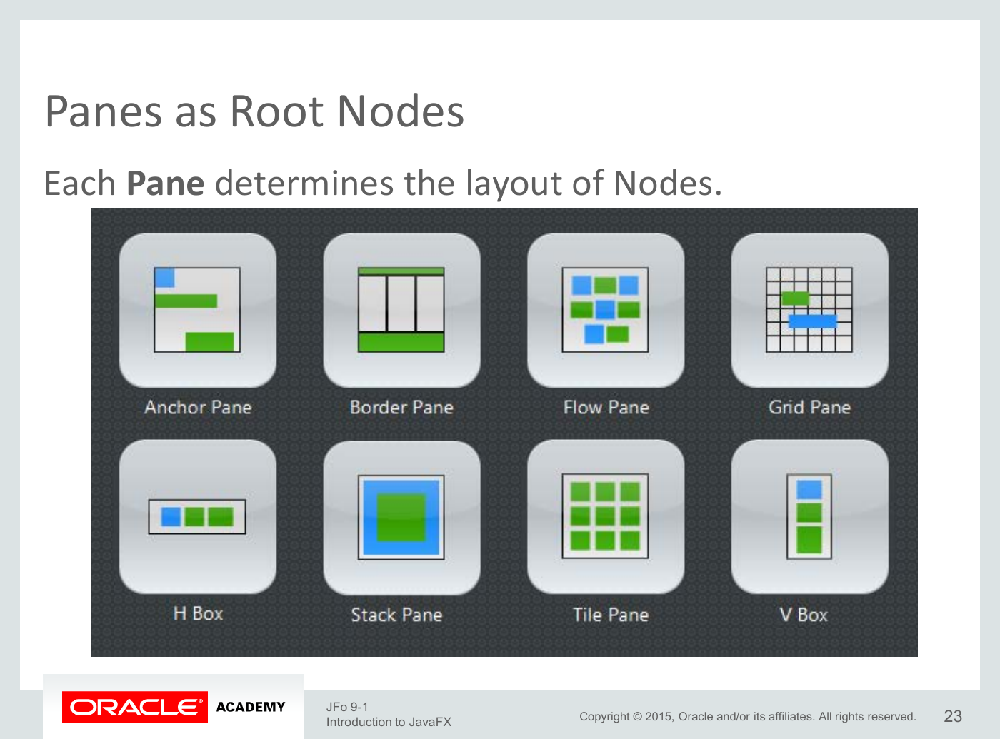 Panes as Root Nodes
Each Pane determines the layout of Nodes.
Anchor Pane
Border Pane
Flow Pane
Grid Pane
H Box
Stack Pane
Tile Pane
V Box
ORACLE® ACADEMY
JFo 9-1
Introduction to JavaFX
Copyright © 2015, Oracle and/or its affiliates. All rights reserved.
23